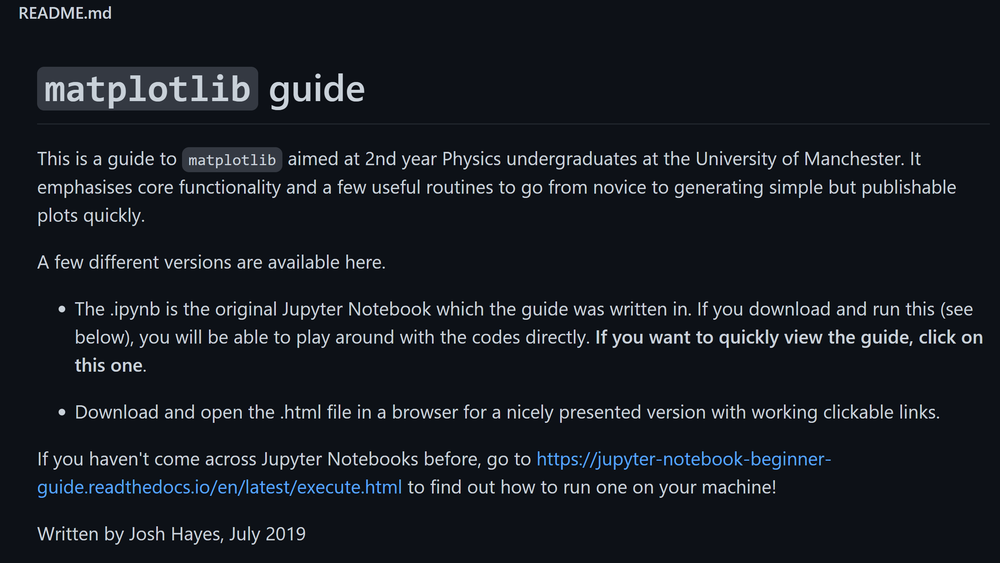 README.md
matplotlib guide
This is a guide to matplotlib aimed at 2nd year Physics undergraduates at the University of Manchester. It
emphasises core functionality and a few useful routines to go from novice to generating simple but publishable
plots quickly.
A few different versions are available here.
• The .ipynb is the original Jupyter Notebook which the guide was written in. If you download and run this (see
below), you will be able to play around with the codes directly. If you want to quickly view the guide, click on
this one.
• Download and open the .html file in a browser for a nicely presented version with working clickable links.
If you haven't come across Jupyter Notebooks before, go to https://jupyter-notebook-beginner-
guide.readthedocs.io/en/latest/execute.html to find out how to run one on your machine!
Written by Josh Hayes, July 2019